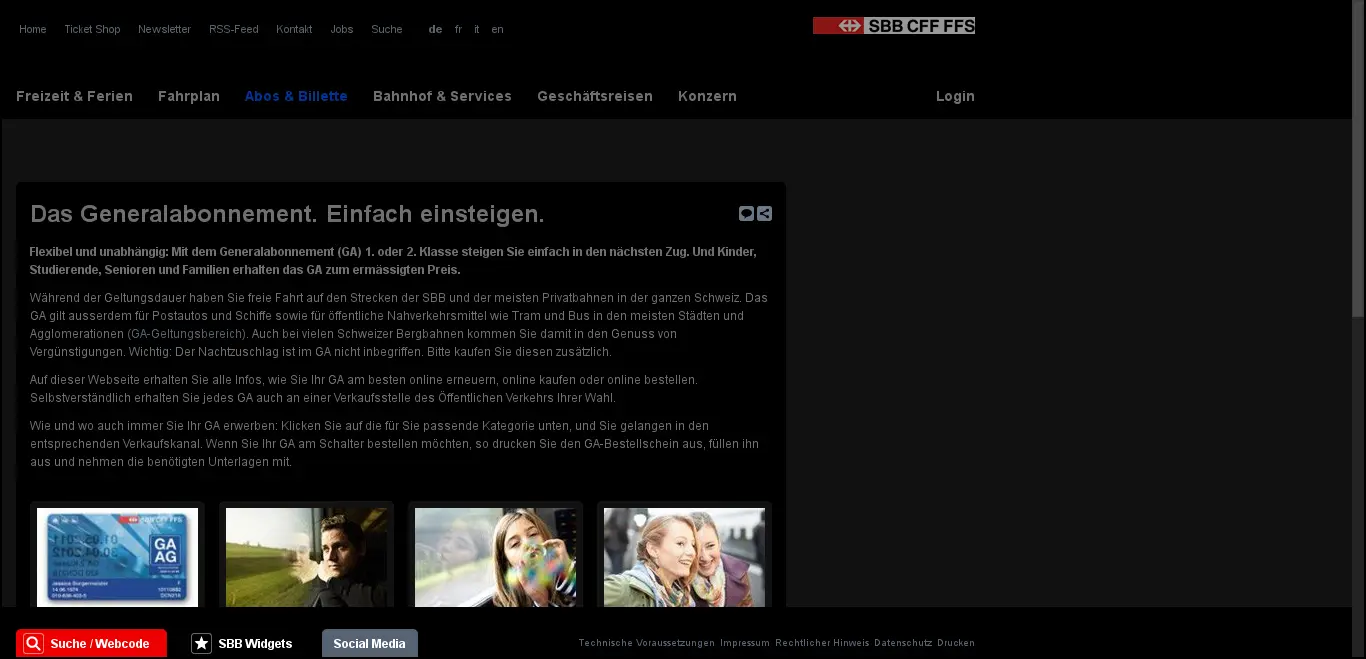 Home Ticket Shop Newsletter RSS-Feed Kontakt Jobs Suche de fr it en
SBB CFF FFS
Freizeit & Ferien Fahrplan Abos & Billette Bahnhof & Services Geschäftsreisen Konzern Login
Das Generalabonnement. Einfach einsteigen.
Flexibel und unabhängig: Mit dem Generalabonnement (GA) 1. oder 2. Klasse steigen Sie einfach in den nächsten Zug. Und Kinder,
Studierende, Senioren und Familien erhalten das GA zum ermässigten Preis.
Während der Geltungsdauer haben Sie freie Fahrt auf den Strecken der SBB und der meisten Privatbahnen in der ganzen Schweiz. Das
GA gilt ausserdem für Postautos und Schiffe sowie für öffentliche Nahverkehrsmittel wie Tram und Bus in den meisten Städten und
Agglomerationen (GA-Geltungsbereich). Auch bei vielen Schweizer Bergbahnen kommen Sie damit in den Genuss von
Vergünstigungen. Wichtig: Der Nachtzuschlag ist im GA nicht inbegriffen. Bitte kaufen Sie diesen zusätzlich.
Auf dieser Webseite erhalten Sie alle Infos, wie Sie Ihr GA am besten online erneuern, online kaufen oder online bestellen.
Selbstverständlich erhalten Sie jedes GA auch an einer Verkaufsstelle des Öffentlichen Verkehrs Ihrer Wahl.
Wie und wo auch immer Sie Ihr GA erwerben: Klicken Sie auf die für Sie passende Kategorie unten, und Sie gelangen in den
entsprechenden Verkaufskanal. Wenn Sie Ihr GA am Schalter bestellen möchten, so drucken Sie den GA-Bestellschein aus, füllen ihn
aus und nehmen die benötigten Unterlagen mit.
SBB CFF FFS
GA
AG
Suche / Webcode SBB Widgets Social Media
Technische Voraussetzungen Impressum Rechtlicher Hinweis Datenschutz Drucken